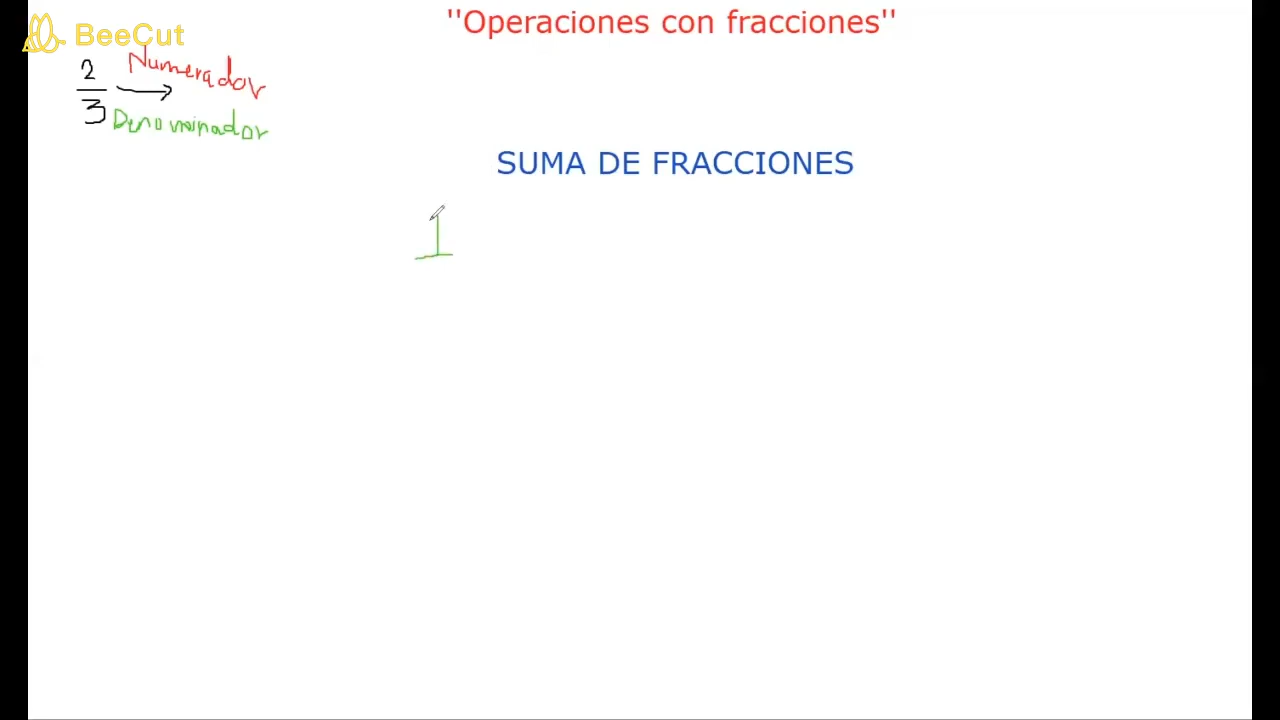 BeeCut
''Operaciones con fracciones''
2
3
Numerador
Denominador
SUMA DE FRACCIONES
1